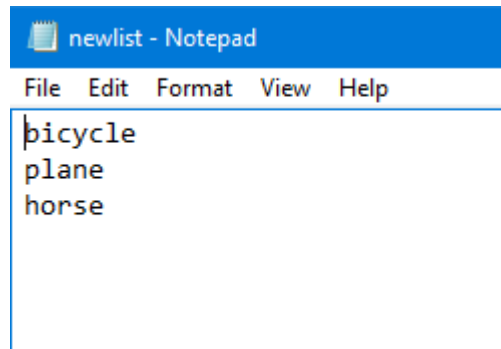 newlist - Notepad
File Edit Format View Help
bicycle
plane
horse